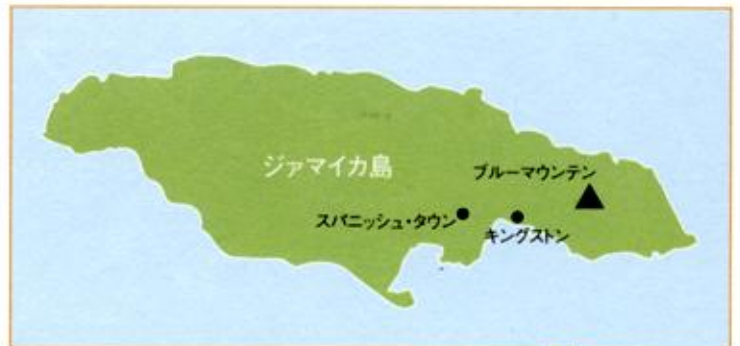 ジァマイカ島
ブルーマウンテン
スパニッシュ・タウン
キングストン